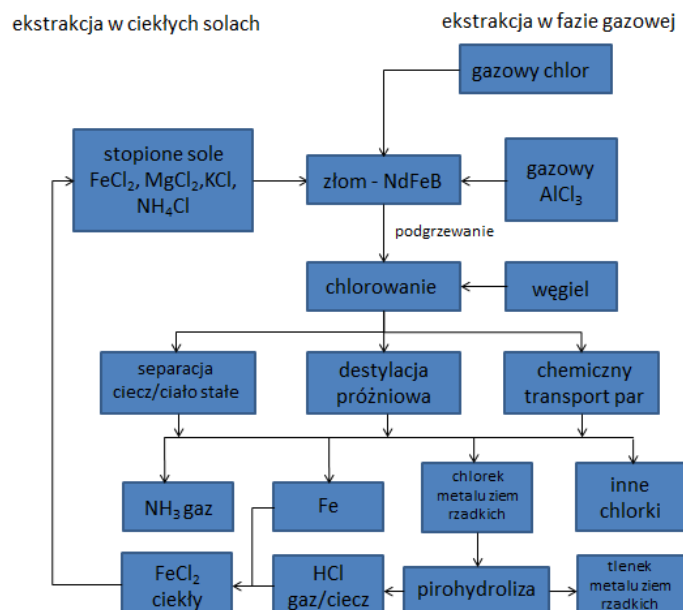 ekstrakcja w ciekłych solach
ekstrakcja w fazie gazowej
gazowy chlor
stopione sole
FeCl₂, MgCl₂,KCl,
NH₄Cl
złom - NdFeB
gazowy
AlCl₃
podgrzewanie
chlorowanie
węgiel
separacja
ciecz/ciało stałe
destylacja
próżniowa
chemiczny
transport par
NH₃ gaz
Fe
chlorek
metalu ziem
rzadkich
inne
chlorki
FeCl₂
ciekły
HCl
gaz/ciecz
pirohydroliza
tlenek
metalu ziem
rzadkich